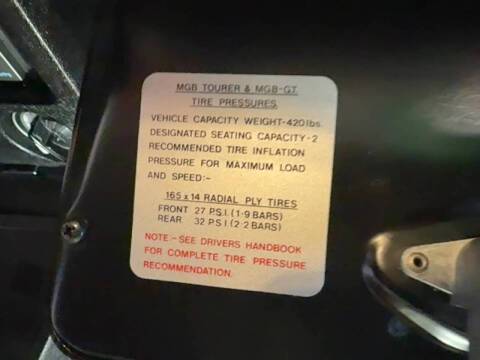 MGB TOURER & MGB-GT
TIRE PRESSURES
VEHICLE CAPACITY WEIGHT-420lbs.
DESIGNATED SEATING CAPACITY-2
RECOMMENDED TIRE INFLATION
PRESSURE FOR MAXIMUM LOAD
AND SPEED:-
165 x 14 RADIAL PLY TIRES
FRONT 27 P.S.I. (1·9 BARS)
REAR 32 P.S.I. (2·2 BARS)
NOTE - SEE DRIVERS HANDBOOK
FOR COMPLETE TIRE PRESSURE
RECOMMENDATION.